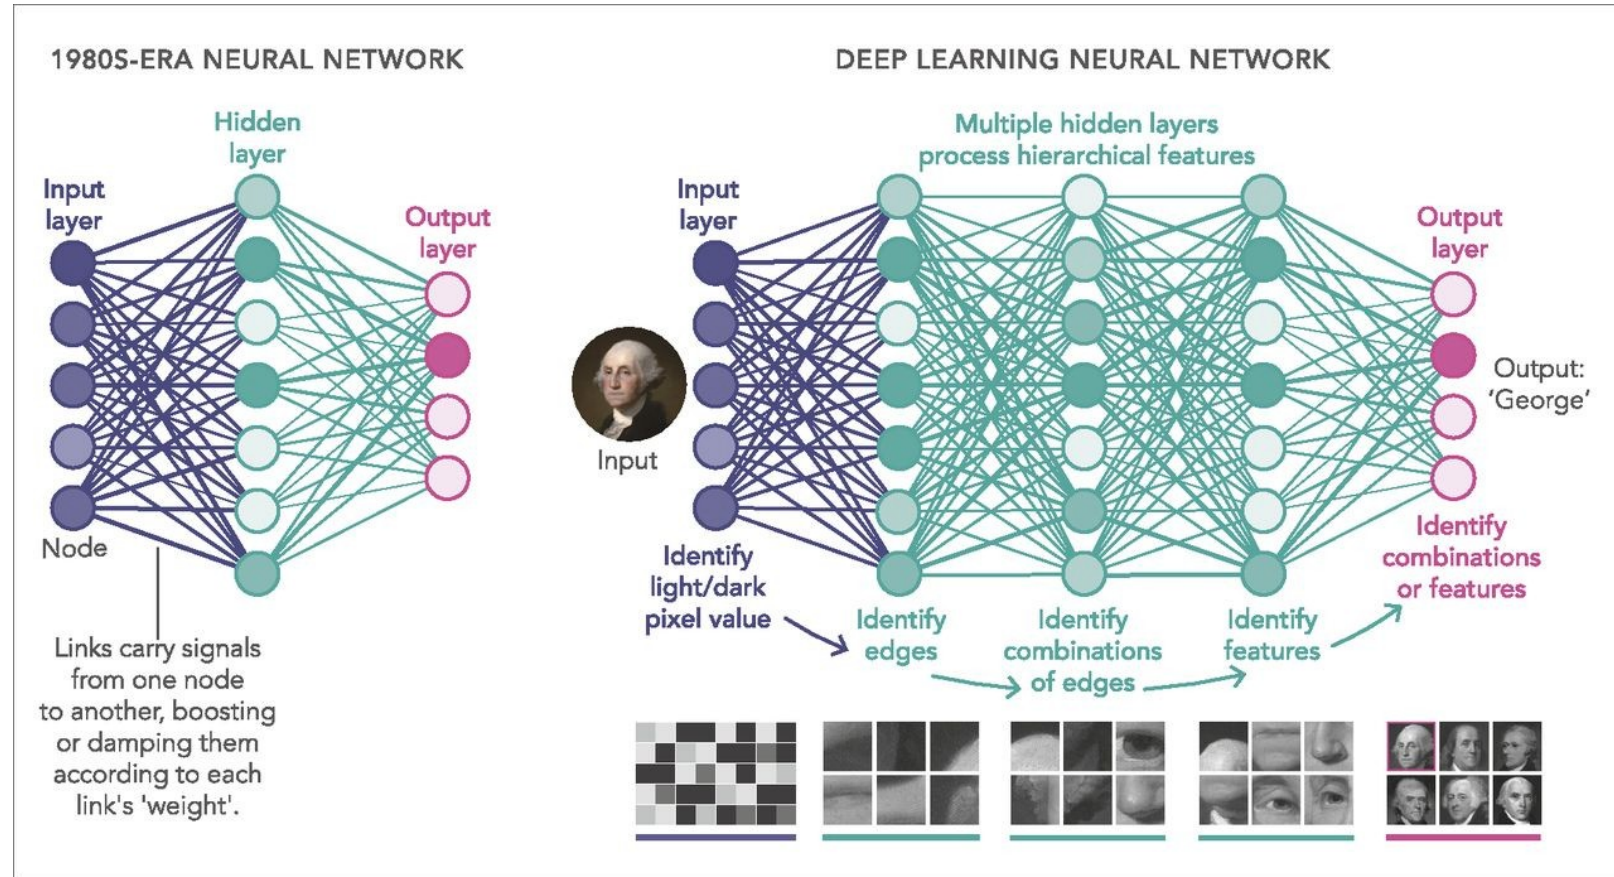 1980S-ERA NEURAL NETWORK
Hidden
layer
Input
layer
Output
layer
Node
Links carry signals
from one node
to another, boosting
or damping them
according to each
link's 'weight'.
DEEP LEARNING NEURAL NETWORK
Multiple hidden layers
process hierarchical features
Input
layer
Output
layer
Input
Output:
'George'
Identify
light/dark
pixel value
Identify
edges
Identify
combinations
of edges
Identify
features
Identify
combinations
or features